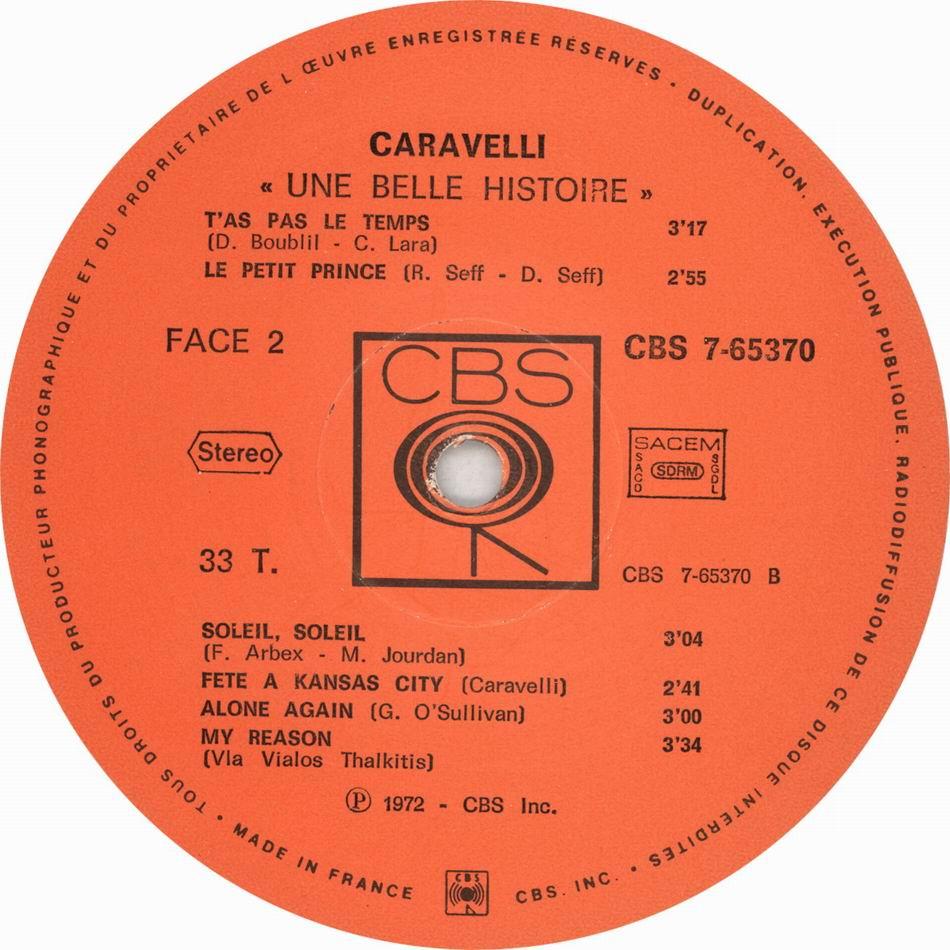 TOUS DROITS DU PRODUCTEUR PHONOGRAPHIQUE ET DU PROPRIETAIRE DE L ŒUVRE ENREGISTRÉE RÉSERVES • DUPLICATION, EXÉCUTION PUBLIQUE, RADIODIFFUSION DE CE DISQUE INTERDITES •
CARAVELLI
« UNE BELLE HISTOIRE »
T'AS PAS LE TEMPS 3'17
(D. Boublil - C. Lara)
LE PETIT PRINCE (R. Seff - D. Seff) 2'55
FACE 2
CBS
CBS 7-65370
Stereo
SACEM
SACD
SDRM
SGDL
33 T.
CBS 7-65370 B
SOLEIL, SOLEIL 3'04
(F. Arbex - M. Jourdan)
FETE A KANSAS CITY (Caravelli) 2'41
ALONE AGAIN (G. O'Sullivan) 3'00
MY REASON 3'34
(Vla Vialos Thalkitis)
Ⓟ 1972 - CBS Inc.
• MADE IN FRANCE
CBS
CBS. INC. •